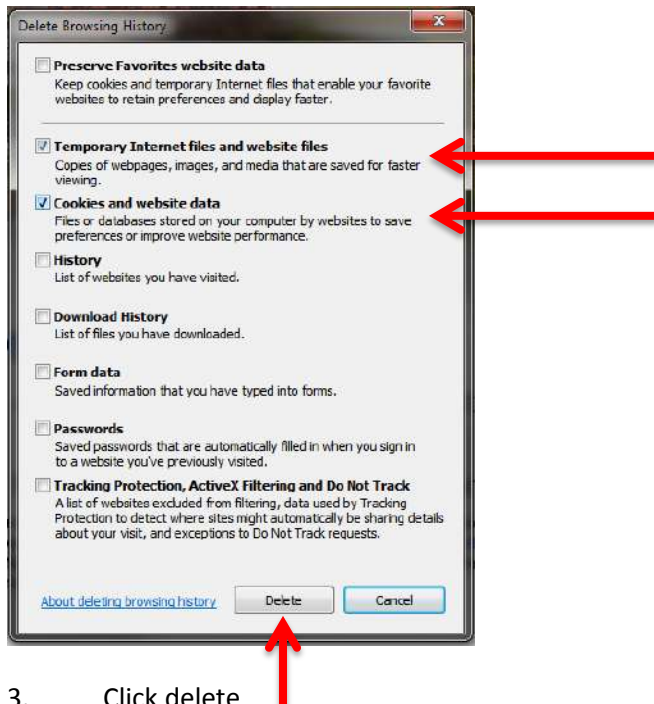 Delete Browsing History
X
Preserve Favorites website data
Keep cookies and temporary Internet files that enable your favorite
websites to retain preferences and display faster.
Temporary Internet files and website files
Copies of webpages, images, and media that are saved for faster
viewing.
Cookies and website data
Files or databases stored on your computer by websites to save
preferences or improve website performance.
History
List of websites you have visited.
Download History
List of files you have downloaded.
Form data
Saved information that you have typed into forms.
Passwords
Saved passwords that are automatically filled in when you sign in
to a website you've previously visited.
Tracking Protection, ActiveX Filtering and Do Not Track
A list of websites excluded from filtering, data used by Tracking
Protection to detect where sites might automatically be sharing details
about your visit, and exceptions to Do Not Track requests.
About deleting browsing history Delete Cancel
3. Click delete